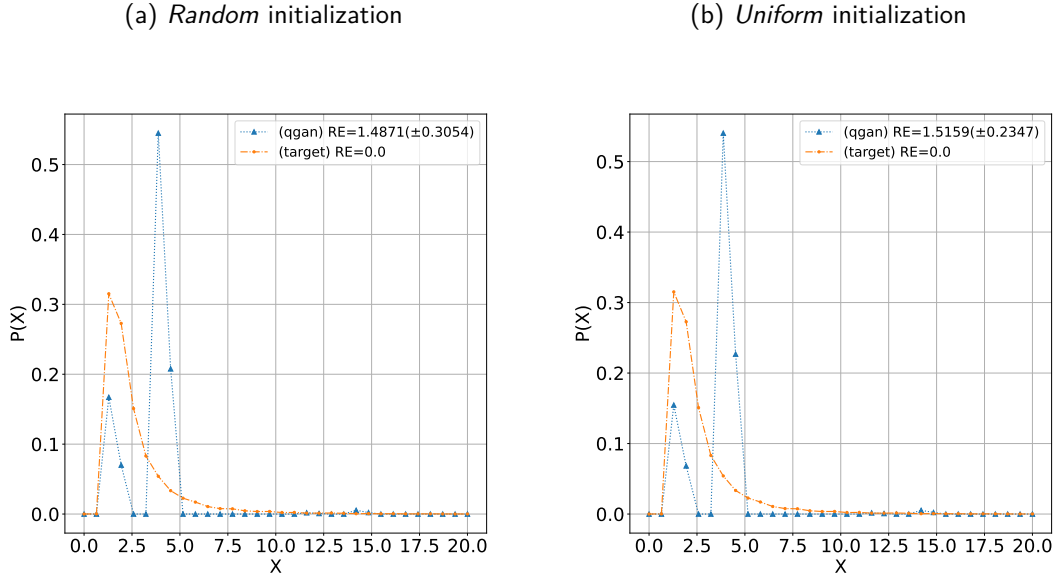 (a) Random initialization
(qgan) RE=1.4871(±0.3054)
(target) RE=0.0
P(X)
0.5
0.4
0.3
0.2
0.1
0.0
0.0 2.5 5.0 7.5 10.0 12.5 15.0 17.5 20.0
X
(b) Uniform initialization
(qgan) RE=1.5159(±0.2347)
(target) RE=0.0
P(X)
0.5
0.4
0.3
0.2
0.1
0.0
0.0 2.5 5.0 7.5 10.0 12.5 15.0 17.5 20.0
X